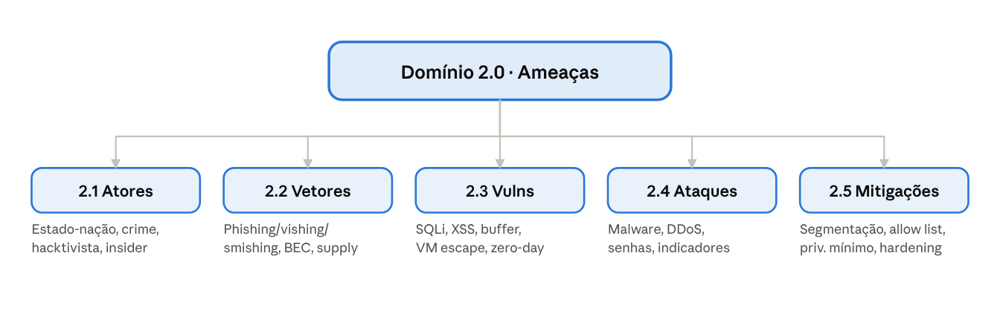 Domínio 2.0 · Ameaças
2.1 Atores
Estado-nação, crime,
hacktivista, insider
2.2 Vetores
Phishing/vishing/
smishing, BEC, supply
2.3 Vulns
SQLi, XSS, buffer,
VM escape, zero-day
2.4 Ataques
Malware, DDoS,
senhas, indicadores
2.5 Mitigações
Segmentação, allow list,
priv. mínimo, hardening